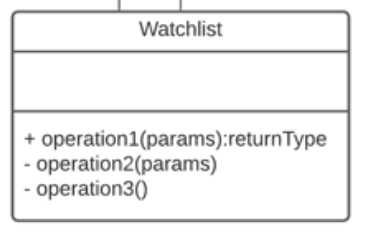 Watchlist
+ operation1(params):returnType
- operation2(params)
- operation3()